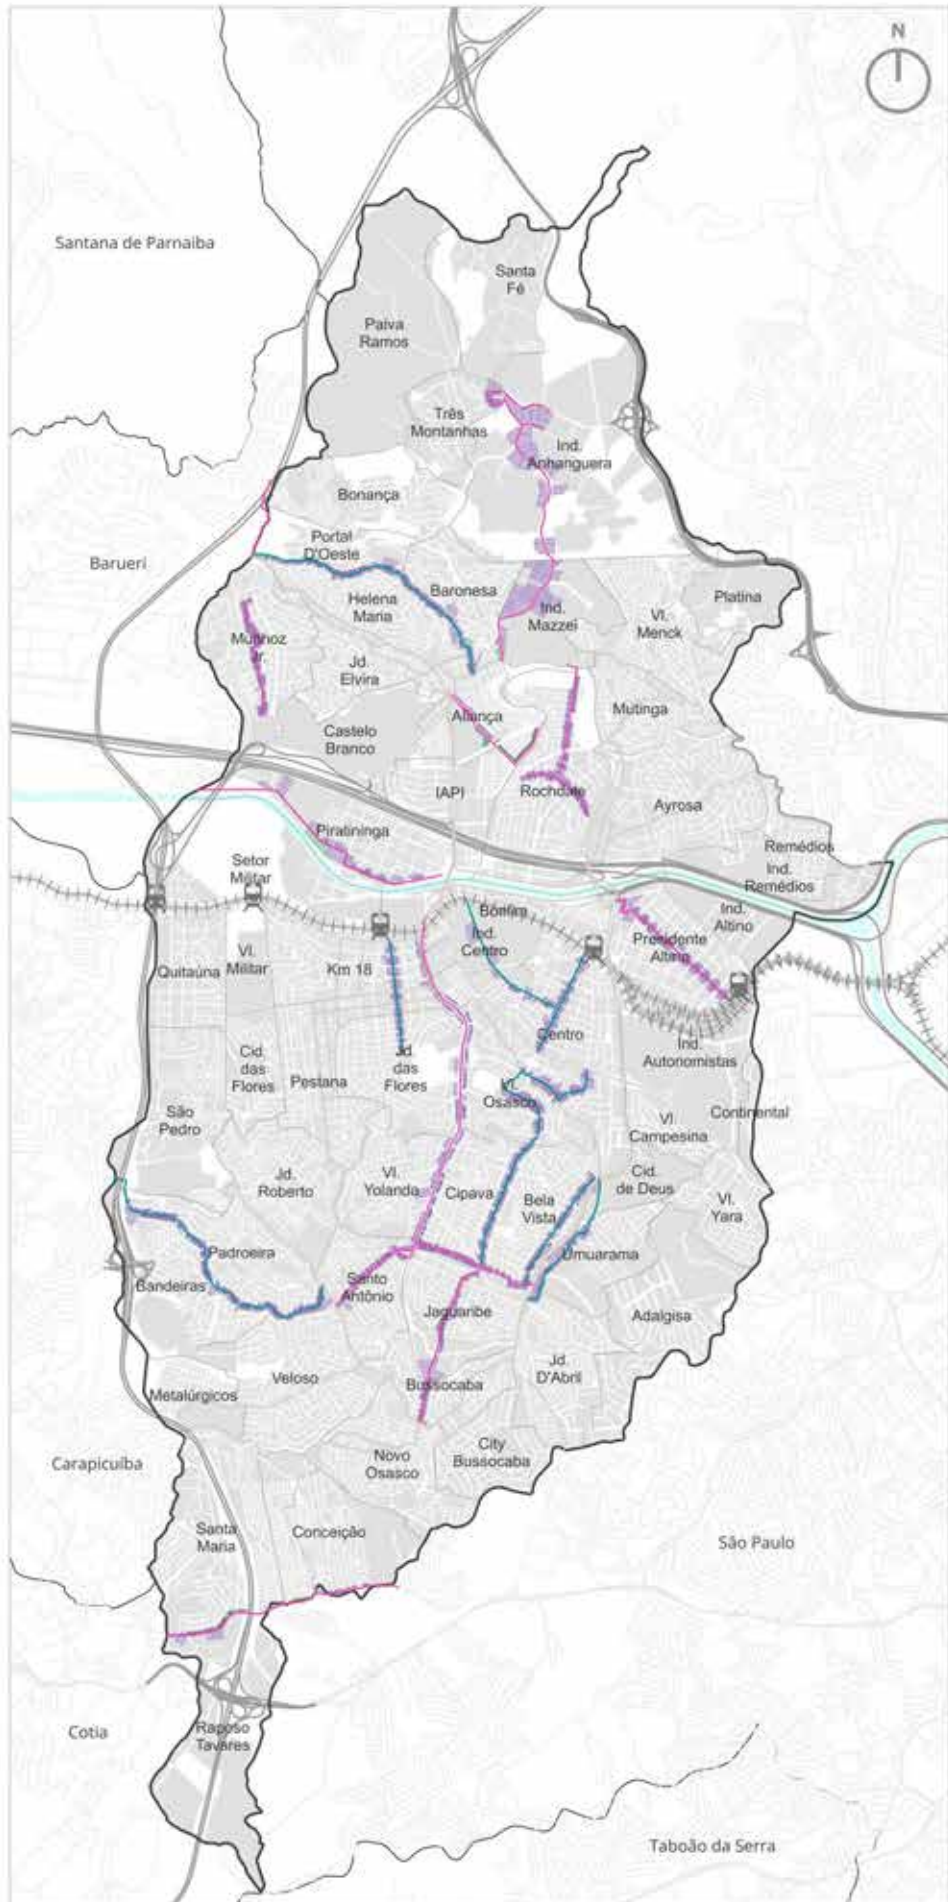 N
Santana de Parnaiba
Santa
Fé
Paiva
Ramos
Três
Montanhas
Ind.
Anhanguera
Bonança
Portal
D'Oeste
Barueri
Baronesa
Helena
Maria
Platina
Ind.
Mazzei
Vl.
Menck
Munhoz
Jr.
Jd.
Elvira
Mutinga
Aliança
Castelo
Branco
IAPI
Rochdale
Ayrosa
Piratininga
Remédios
Setor
Militar
Ind.
Remédios
Bonfim
Ind.
Altino
Ind.
Centro
Presidente
Altino
Quitaúna
Vl.
Militar
Km 18
Centro
Ind.
Autonomistas
Cid.
das
Flores
Pestana
Jd.
das
Flores
Vl.
Osasco
São
Pedro
Continental
Vl.
Campesina
Jd.
Roberto
Vl.
Yolanda
Cipava
Cid.
de Deus
Bela
Vista
Vl.
Yara
Padroeira
Umuarama
Bandeiras
Santo
Antônio
Jaguaribe
Adalgisa
Jd.
D'Abril
Veloso
Bussocaba
Metalúrgicos
City
Bussocaba
Novo
Osasco
Carapicuíba
Santa
Maria
Conceição
São Paulo
Cotia
Raposo
Tavares
Taboão da Serra